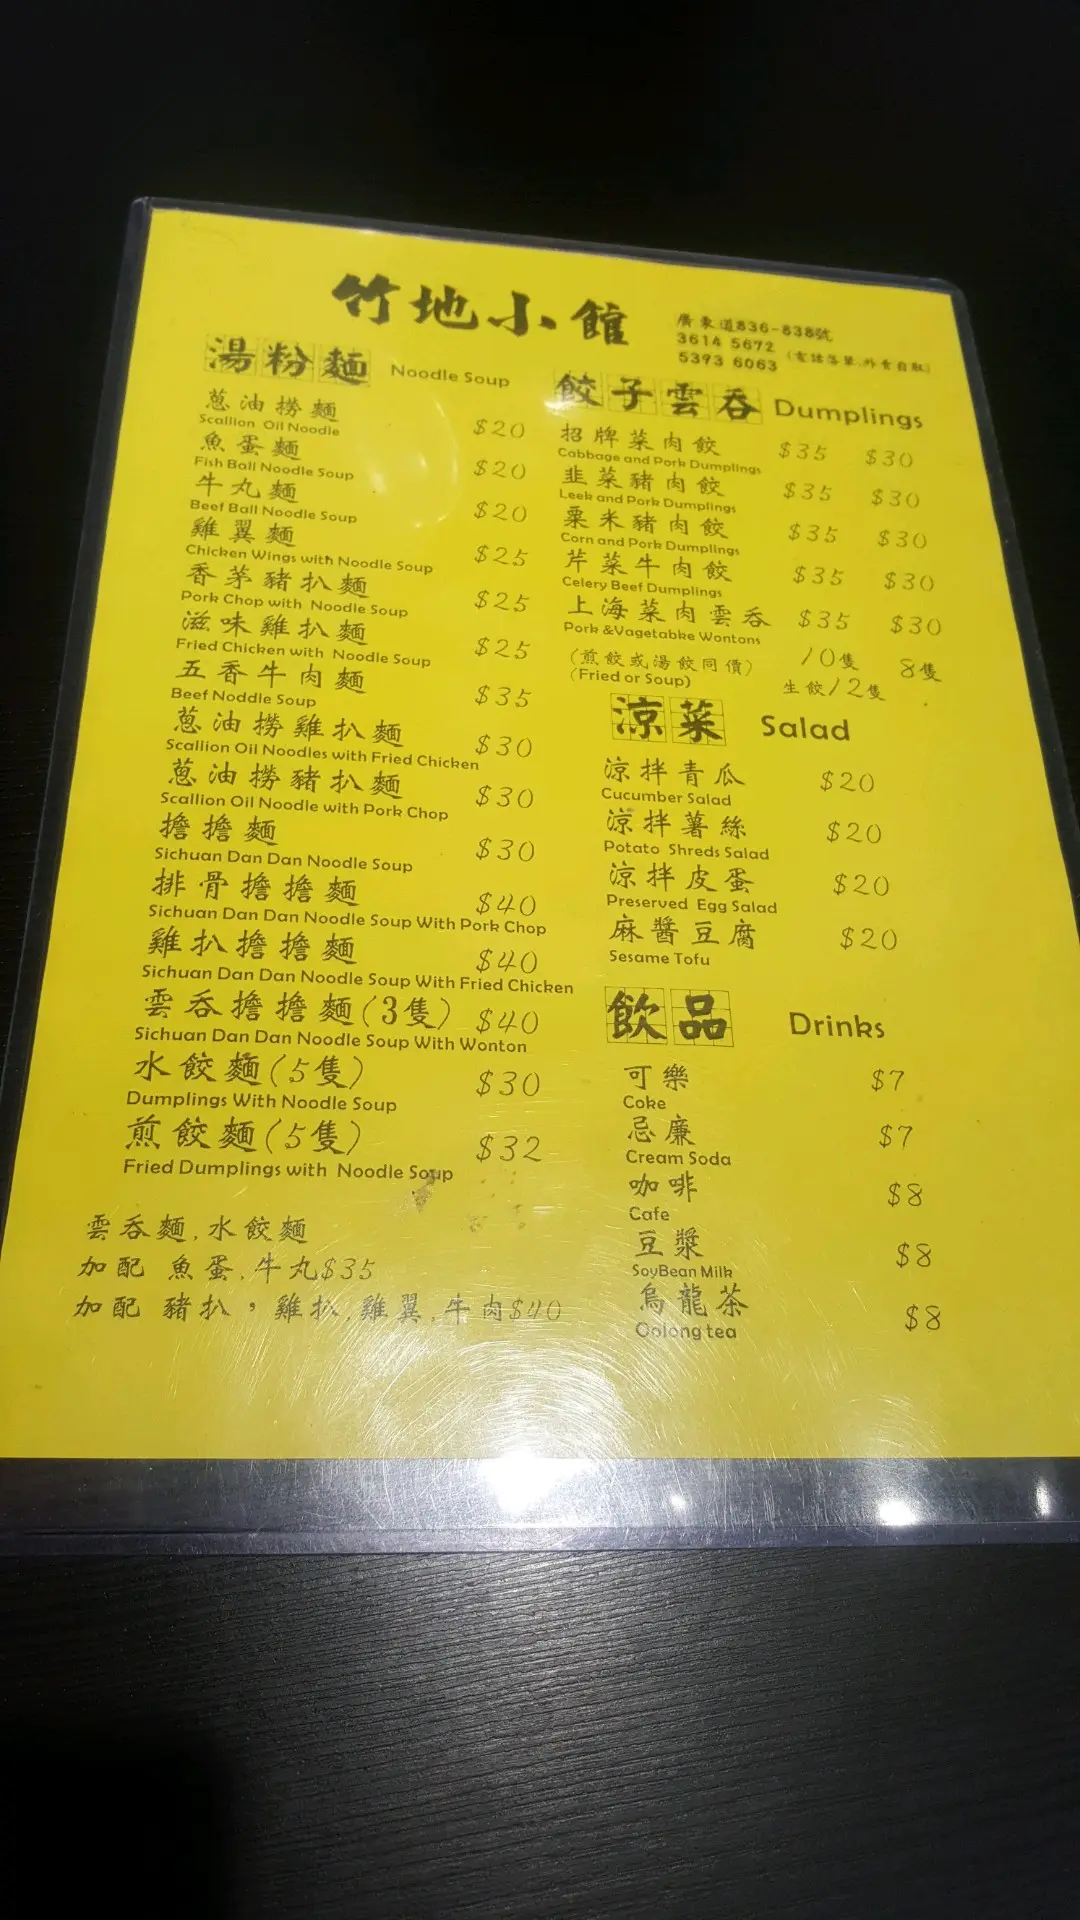 竹地小館
廣東道836-838號
3614 5672
5393 6063 (電話落單,外賣自取)
湯粉麵 Noodle Soup
蔥油撈麵 $20
Scallion Oil Noodle
魚蛋麵 $20
Fish Ball Noodle Soup
牛丸麵 $20
Beef Ball Noodle Soup
雞翼麵 $25
Chicken Wings with Noodle Soup
香茅豬扒麵 $25
Pork Chop with Noodle Soup
滋味雞扒麵 $25
Fried Chicken with Noodle Soup
五香牛肉麵 $35
Beef Noddle Soup
蔥油撈雞扒麵 $30
Scallion Oil Noodles with Fried Chicken
蔥油撈豬扒麵 $30
Scallion Oil Noodle with Pork Chop
擔擔麵 $30
Sichuan Dan Dan Noodle Soup
排骨擔擔麵 $40
Sichuan Dan Dan Noodle Soup With Pork Chop
雞扒擔擔麵 $40
Sichuan Dan Dan Noodle Soup With Fried Chicken
雲吞擔擔麵(3隻) $40
Sichuan Dan Dan Noodle Soup With Wonton
水餃麵(5隻) $30
Dumplings With Noodle Soup
煎餃麵(5隻) $32
Fried Dumplings with Noodle Soup
雲吞麵,水餃麵
加配 魚蛋,牛丸$35
加配 豬扒，雞扒,雞翼,牛肉$40
餃子雲吞 Dumplings
招牌菜肉餃 $35 $30
Cabbage and Pork Dumplings
韭菜豬肉餃 $35 $30
Leek and Pork Dumplings
粟米豬肉餃 $35 $30
Corn and Pork Dumplings
芹菜牛肉餃 $35 $30
Celery Beef Dumplings
上海菜肉雲吞 $35 $30
Pork &Vagetabke Wontons
(煎餃或湯餃同價) 10隻 8隻
(Fried or Soup) 生餃12隻
涼菜 Salad
涼拌青瓜 $20
Cucumber Salad
涼拌薯絲 $20
Potato Shreds Salad
涼拌皮蛋 $20
Preserved Egg Salad
麻醬豆腐 $20
Sesame Tofu
飲品 Drinks
可樂 $7
Coke
忌廉 $7
Cream Soda
咖啡 $8
Cafe
豆漿 $8
SoyBean Milk
烏龍茶 $8
Oolong tea